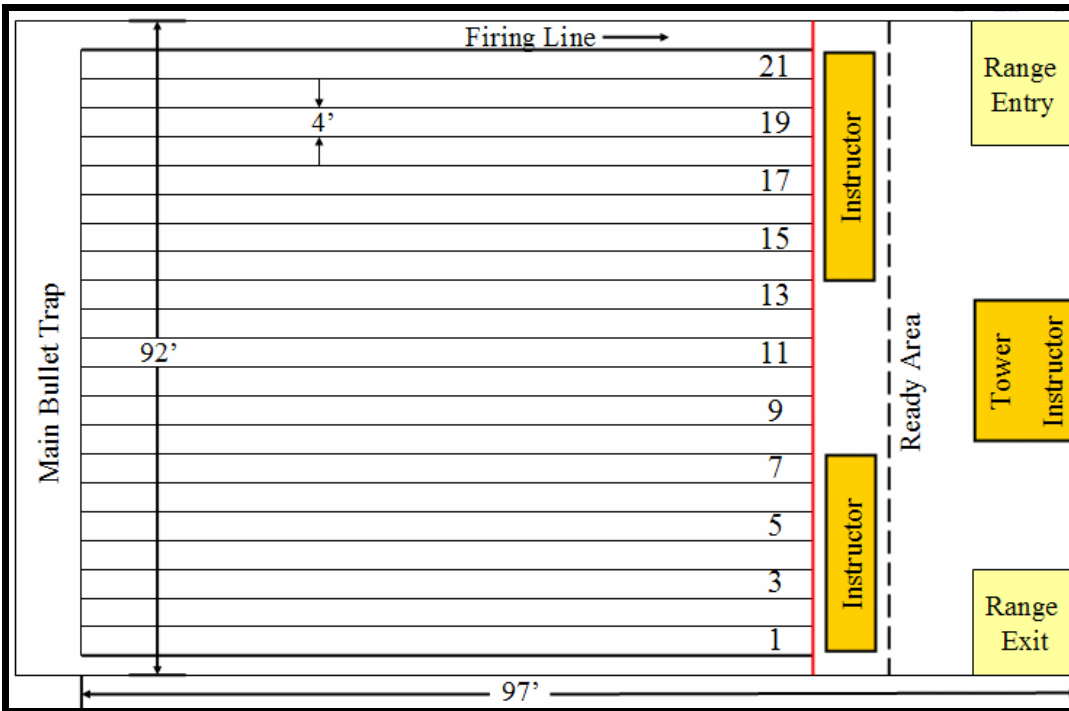 Firing Line
21
4’
19
17
15
13
92’
11
9
7
5
3
1
97’
Main Bullet Trap
Instructor
Instructor
Ready Area
Range
Entry
Tower
Instructor
Range
Exit